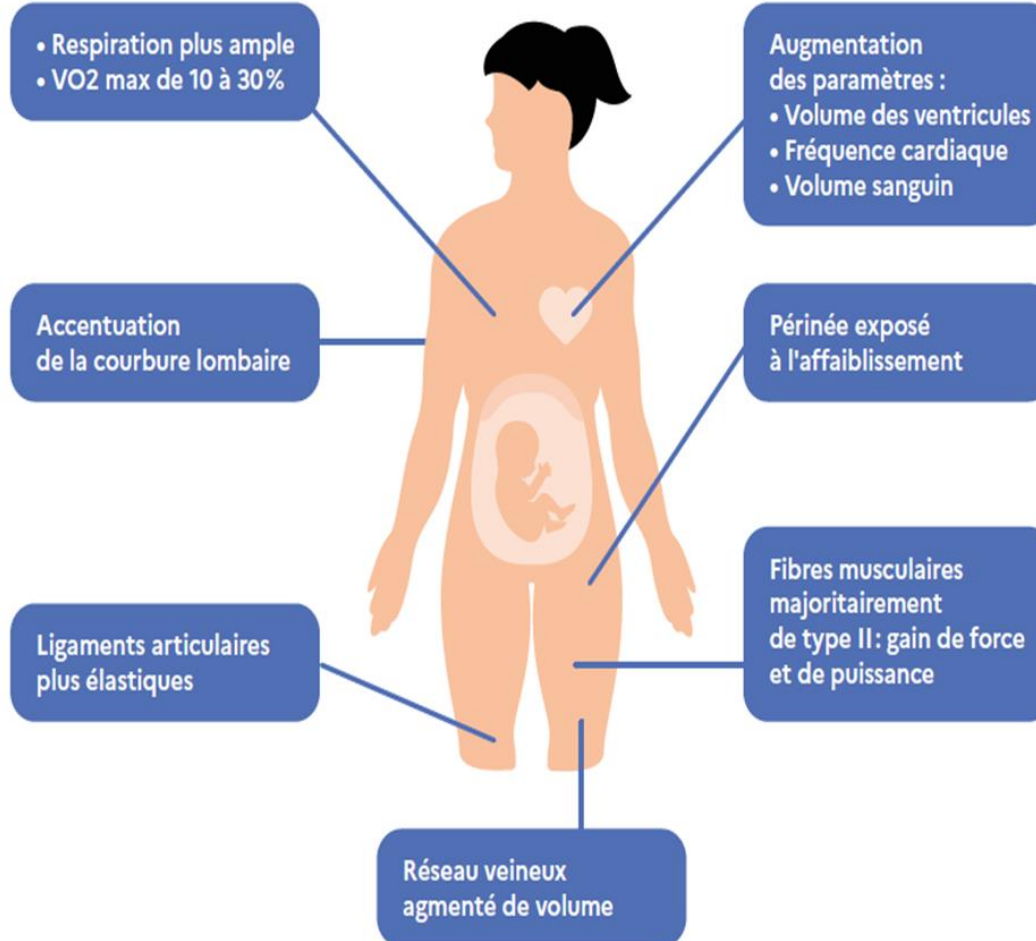 • Respiration plus ample
• VO2 max de 10 à 30%
Augmentation
des paramètres :
• Volume des ventricules
• Fréquence cardiaque
• Volume sanguin
Accentuation
de la courbure lombaire
Périnée exposé
à l'affaiblissement
Ligaments articulaires
plus élastiques
Fibres musculaires
majoritairement
de type II : gain de force
et de puissance
Réseau veineux
agmenté de volume